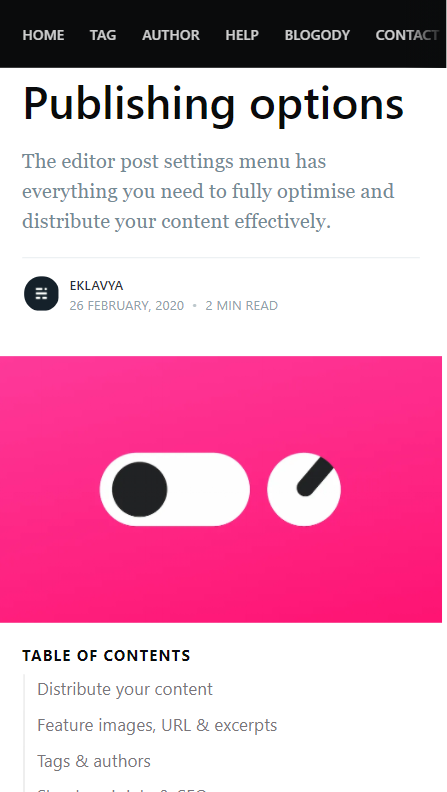 HOME TAG AUTHOR HELP BLOGODY CONTACT
Publishing options
The editor post settings menu has
everything you need to fully optimise and
distribute your content effectively.
EKLAVYA
26 FEBRUARY, 2020 • 2 MIN READ
TABLE OF CONTENTS
Distribute your content
Feature images, URL & excerpts
Tags & authors